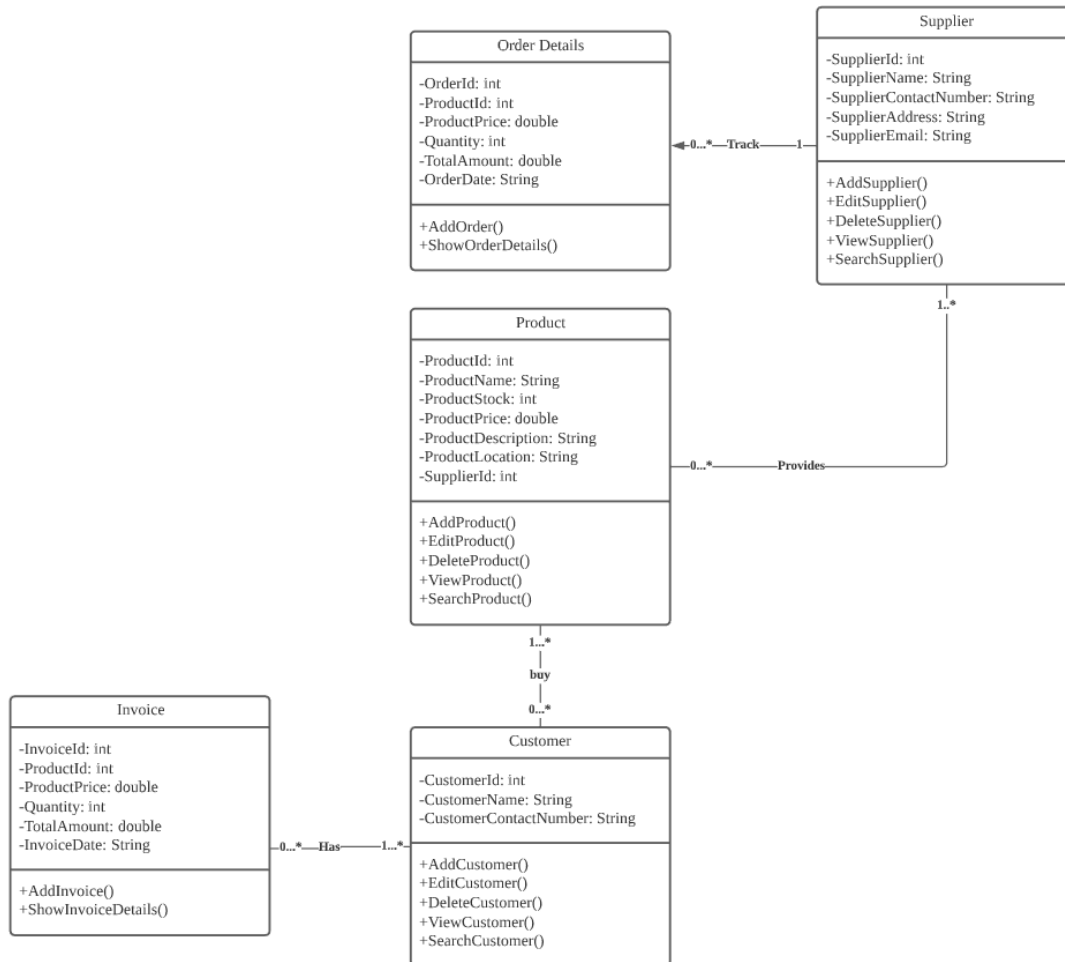 Supplier
-SupplierId: int
-SupplierName: String
-SupplierContactNumber: String
-SupplierAddress: String
-SupplierEmail: String
+AddSupplier()
+EditSupplier()
+DeleteSupplier()
+ViewSupplier()
+SearchSupplier()
Order Details
-OrderId: int
-ProductId: int
-ProductPrice: double
-Quantity: int
-TotalAmount: double
-OrderDate: String
+AddOrder()
+ShowOrderDetails()
0...* Track 1
1..*
Product
-ProductId: int
-ProductName: String
-ProductStock: int
-ProductPrice: double
-ProductDescription: String
-ProductLocation: String
-SupplierId: int
+AddProduct()
+EditProduct()
+DeleteProduct()
+ViewProduct()
+SearchProduct()
0...* Provides
1...*
buy
0...*
Invoice
-InvoiceId: int
-ProductId: int
-ProductPrice: double
-Quantity: int
-TotalAmount: double
-InvoiceDate: String
+AddInvoice()
+ShowInvoiceDetails()
0...* Has 1...*
Customer
-CustomerId: int
-CustomerName: String
-CustomerContactNumber: String
+AddCustomer()
+EditCustomer()
+DeleteCustomer()
+ViewCustomer()
+SearchCustomer()